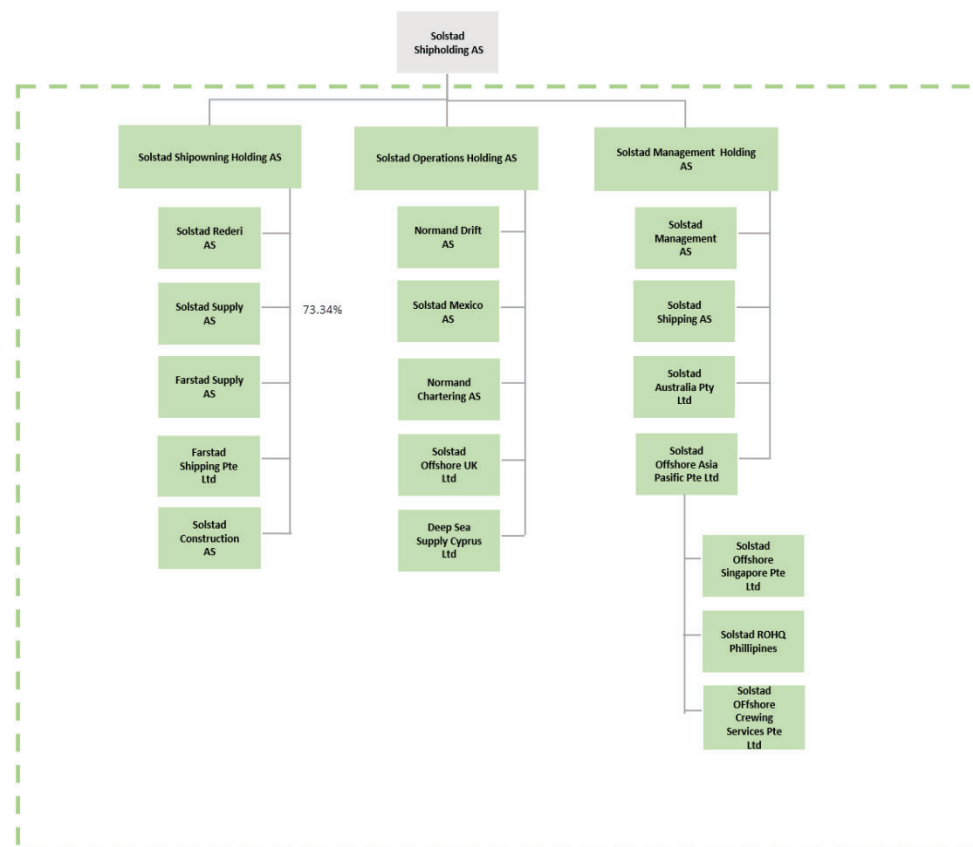 Solstad
Shipholding AS
Solstad Shipowning Holding AS
Solstad Rederi
AS
Solstad Supply
AS
73.34%
Farstad Supply
AS
Farstad
Shipping Pte
Ltd
Solstad
Construction
AS
Solstad Operations Holding AS
Normand Drift
AS
Solstad Mexico
AS
Normand
Chartering AS
Solstad
Offshore UK
Ltd
Deep Sea
Supply Cyprus
Ltd
Solstad Management Holding
AS
Solstad
Management
AS
Solstad
Shipping AS
Solstad
Australia Pty
Ltd
Solstad
Offshore Asia
Pasific Pte Ltd
Solstad
Offshore
Singapore Pte
Ltd
Solstad ROHQ
Phillipines
Solstad
OFfshore
Crewing
Services Pte
Ltd